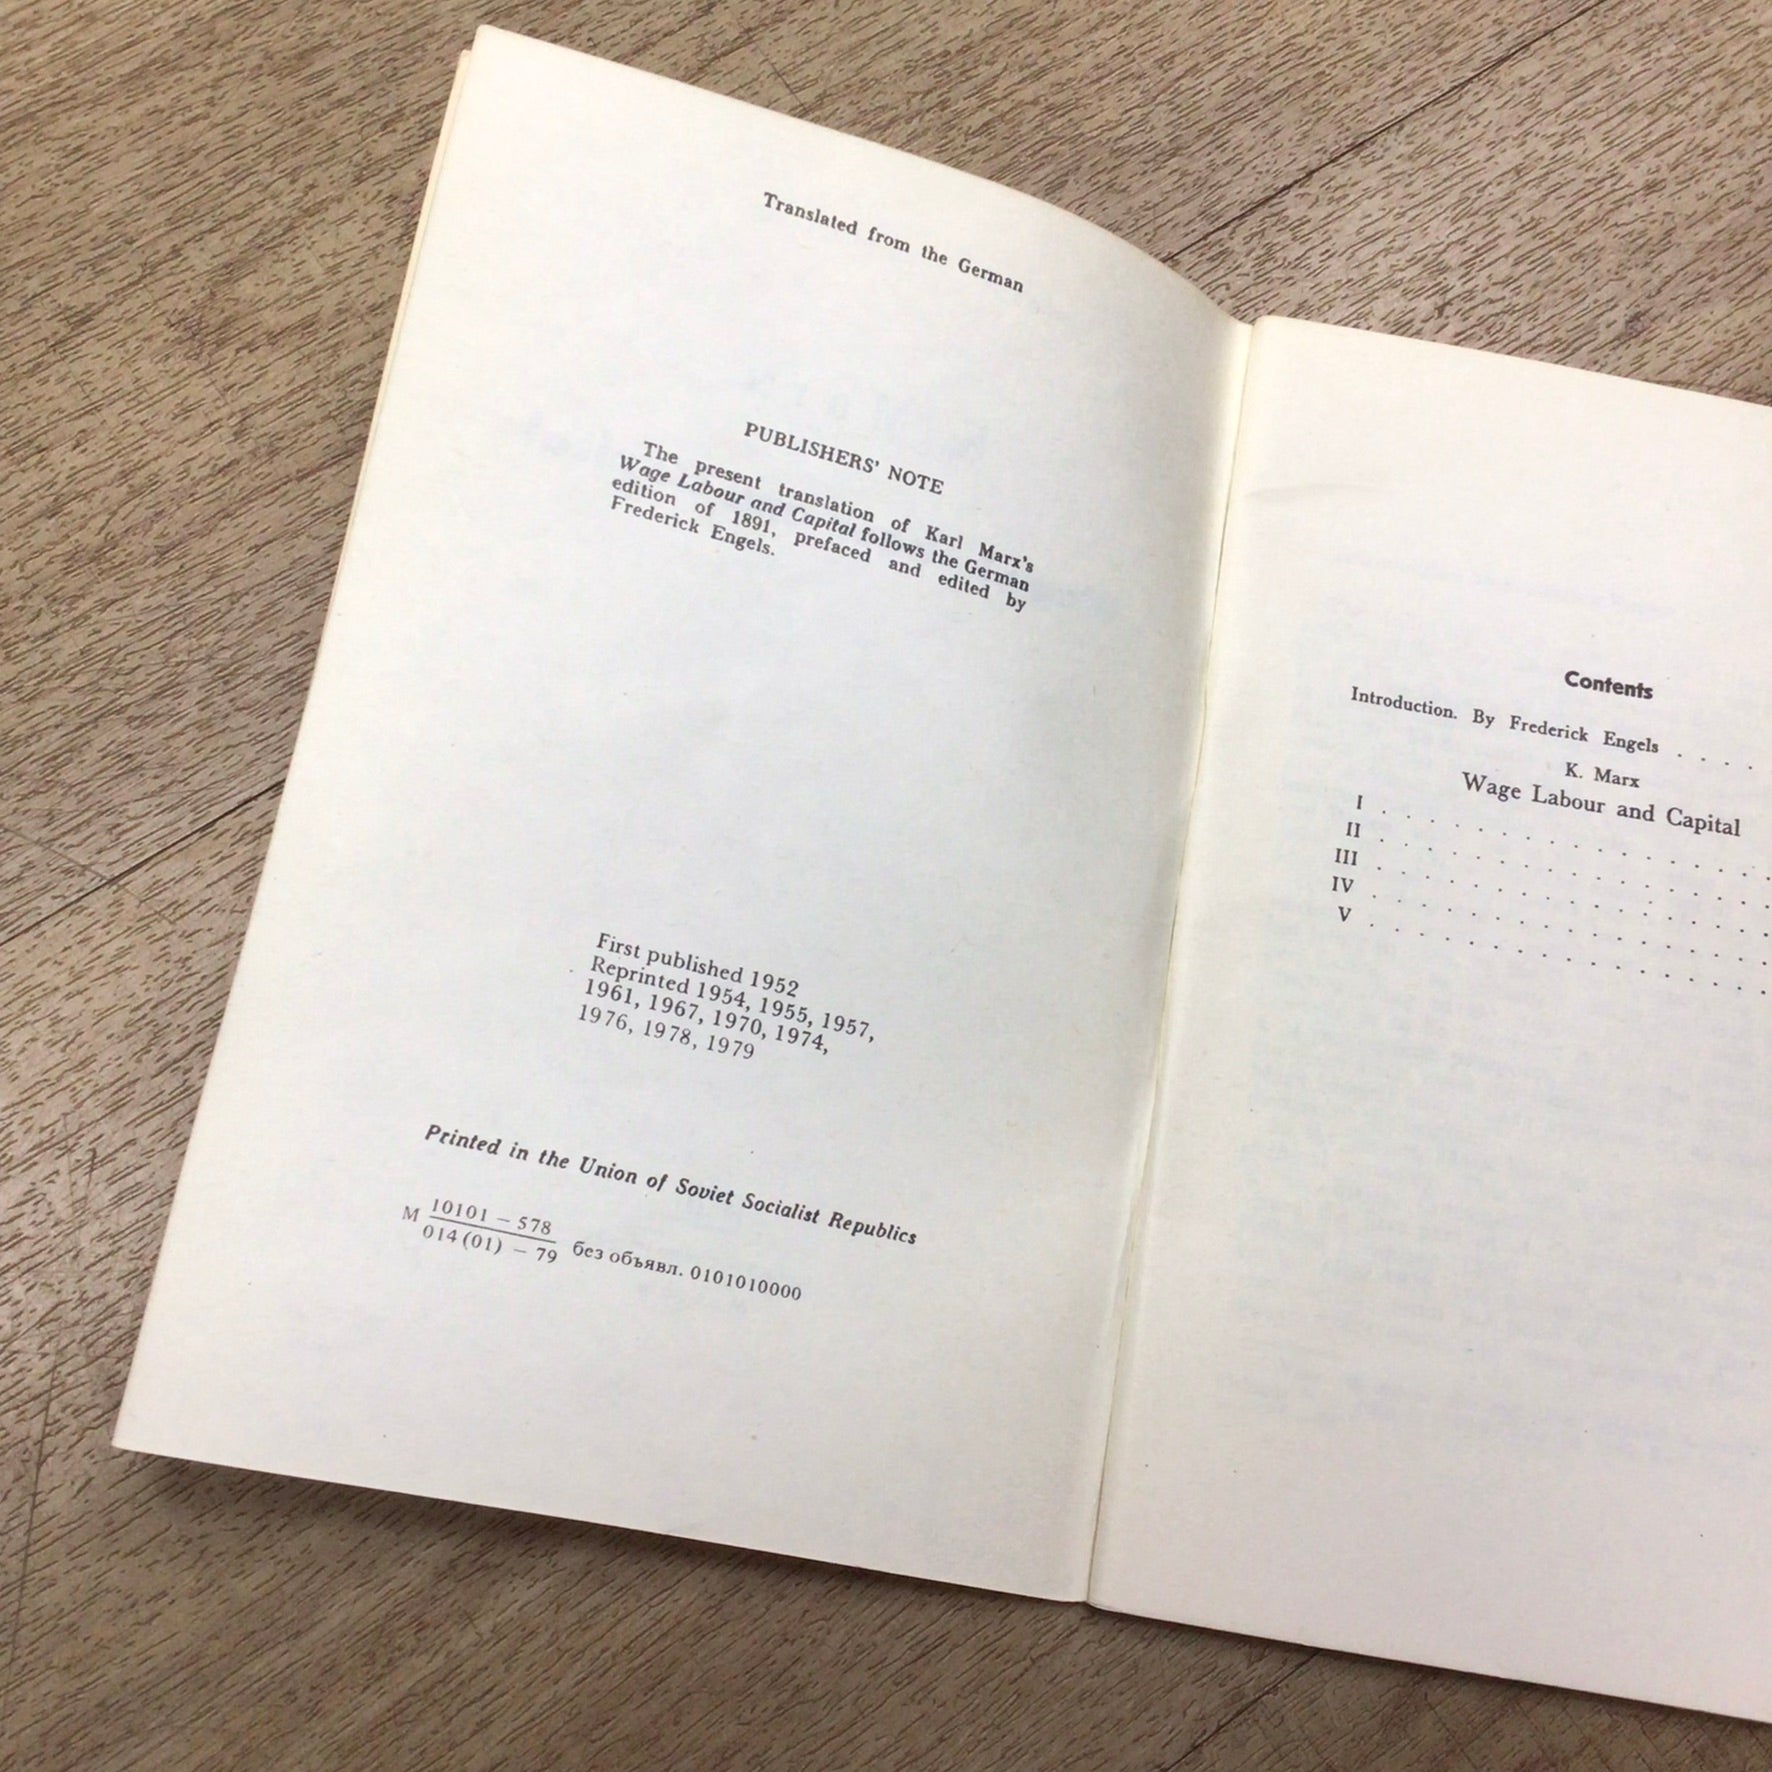 Translated from the German
PUBLISHERS' NOTE
The present translation of Karl Marx's
Wage Labour and Capital follows the German
edition of 1891, prefaced and edited by
Frederick Engels.
First published 1952
Reprinted 1954, 1955, 1957,
1961, 1967, 1970, 1974,
1976, 1978, 1979
Printed in the Union of Soviet Socialist Republics
М 10101 – 578
014 (01) – 79 без объявл. 0101010000
Contents
Introduction. By Frederick Engels . . . .
K. Marx
Wage Labour and Capital
I . . . . . . . . . . . . . . . . .
II . . . . . . . . . . . . . . . . .
III . . . . . . . . . . . . . . . . .
IV . . . . . . . . . . . . . . . . .
V . . . . . . . . . . . . . . . . .